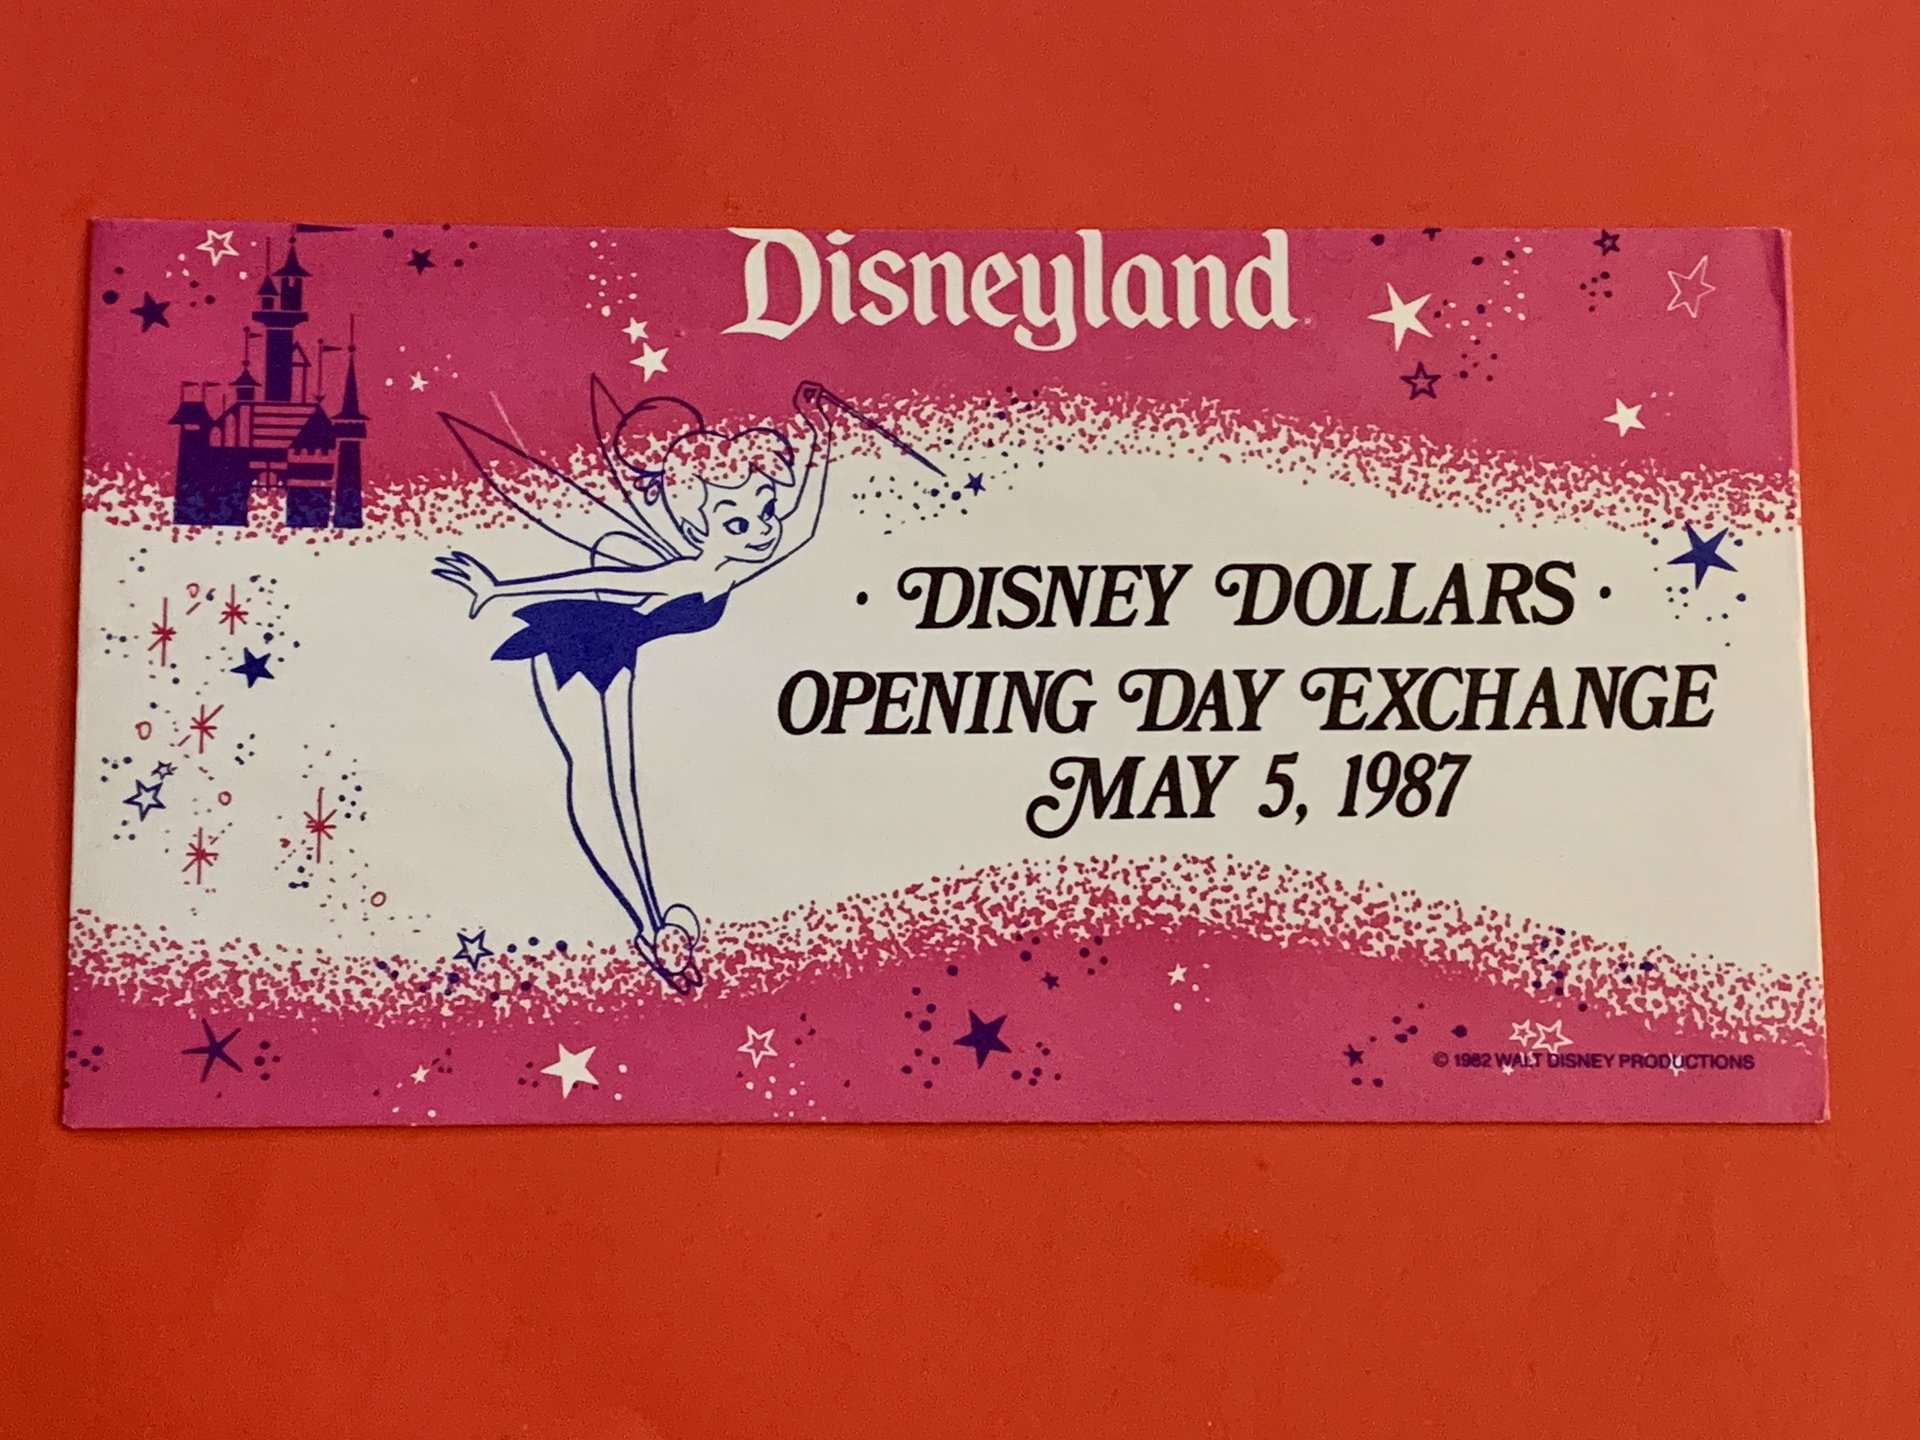 Disneyland
· DISNEY DOLLARS ·
OPENING DAY EXCHANGE
MAY 5, 1987
© 1982 WALT DISNEY PRODUCTIONS